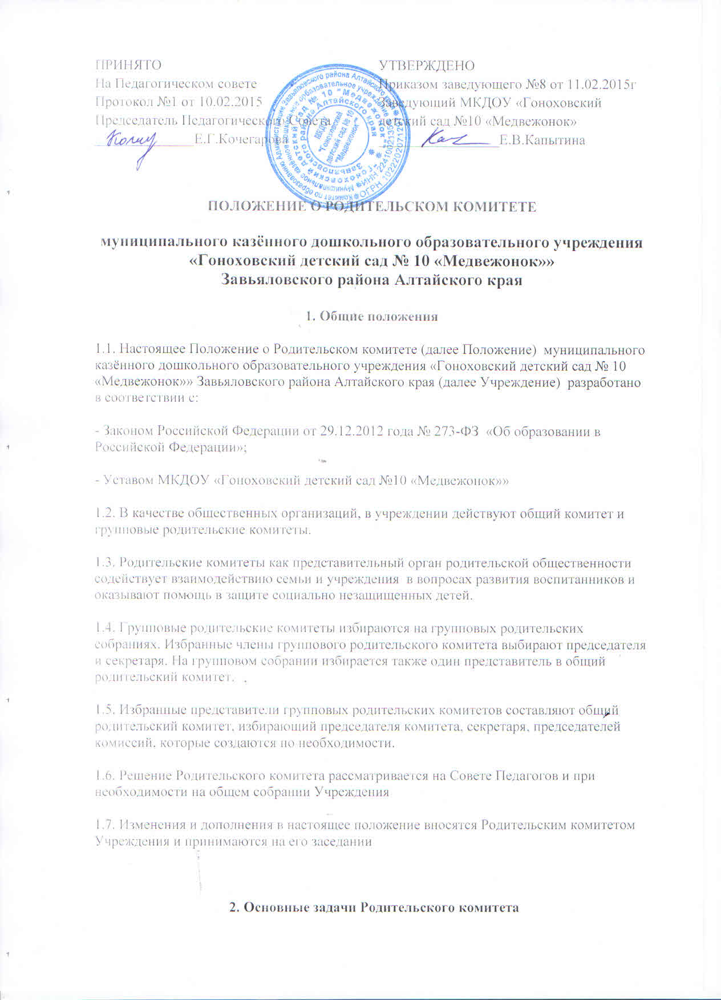 ПРИНЯТО
На Педагогическом совете
Протокол №1 от 10.02.2015
Председатель Педагогического Совета
Е.Г.Кочегарова
УТВЕРЖДЕНО
Приказом заведующего №8 от 11.02.2015г
Заведующий МКДОУ «Гоноховский
детский сад №10 «Медвежонок»
Е.В.Капытина
МКДОУ
"Гоноховский
детский сад № 10
"Медвежонок"
ПОЛОЖЕНИЕ О РОДИТЕЛЬСКОМ КОМИТЕТЕ
муниципального казённого дошкольного образовательного учреждения
«Гоноховский детский сад № 10 «Медвежонок»»
Завьяловского района Алтайского края
1. Общие положения
1.1. Настоящее Положение о Родительском комитете (далее Положение) муниципального
казённого дошкольного образовательного учреждения «Гоноховский детский сад № 10
«Медвежонок»» Завьяловского района Алтайского края (далее Учреждение) разработано
в соответствии с:
- Законом Российской Федерации от 29.12.2012 года № 273-ФЗ «Об образовании в
Российской Федерации»;
- Уставом МКДОУ «Гоноховский детский сад №10 «Медвежонок»»
1.2. В качестве общественных организаций, в учреждении действуют общий комитет и
групповые родительские комитеты.
1.3. Родительские комитеты как представительный орган родительской общественности
содействует взаимодействию семьи и учреждения в вопросах развития воспитанников и
оказывают помощь в защите социально незащищенных детей.
1.4. Групповые родительские комитеты избираются на групповых родительских
собраниях. Избранные члены группового родительского комитета выбирают председателя
и секретаря. На групповом собрании избирается также один представитель в общий
родительский комитет.
1.5. Избранные представители групповых родительских комитетов составляют общий
родительский комитет, избирающий председателя комитета, секретаря, председателей
комиссий, которые создаются по необходимости.
1.6. Решение Родительского комитета рассматривается на Совете Педагогов и при
необходимости на общем собрании Учреждения
1.7. Изменения и дополнения в настоящее положение вносятся Родительским комитетом
Учреждения и принимаются на его заседании
2. Основные задачи Родительского комитета